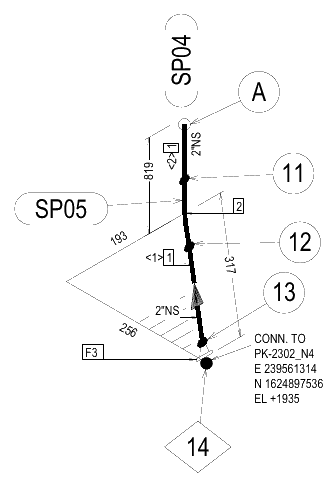 SP04
A
<2> 1
2"NS
819
11
SP05
2
193
12
<1> 1
317
13
2"NS
256
F3
CONN. TO
PK-2302_N4
E 239561314
N 1624897536
EL +1935
14